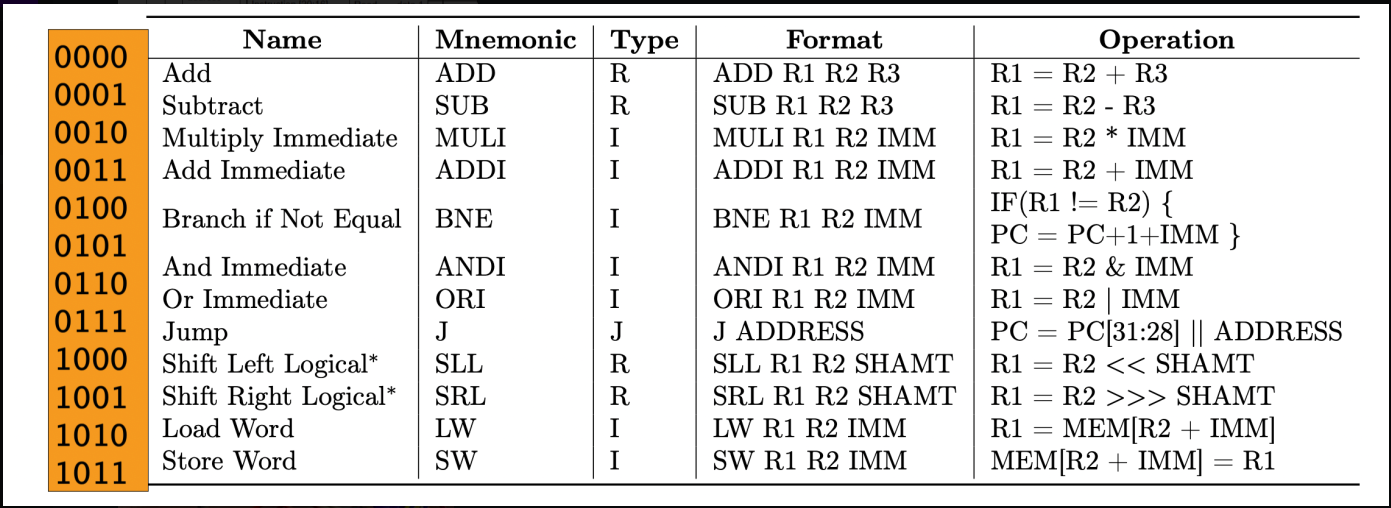 Name Mnemonic Type Format Operation
0000
Add ADD R ADD R1 R2 R3 R1 = R2 + R3
0001
Subtract SUB R SUB R1 R2 R3 R1 = R2 - R3
0010
Multiply Immediate MULI I MULI R1 R2 IMM R1 = R2 * IMM
0011
Add Immediate ADDI I ADDI R1 R2 IMM R1 = R2 + IMM
0100
IF(R1 != R2) {
Branch if Not Equal BNE I BNE R1 R2 IMM
PC = PC+1+IMM }
0101
And Immediate ANDI I ANDI R1 R2 IMM R1 = R2 & IMM
0110
Or Immediate ORI I ORI R1 R2 IMM R1 = R2 | IMM
0111
Jump J J J ADDRESS PC = PC[31:28] || ADDRESS
1000
Shift Left Logical* SLL R SLL R1 R2 SHAMT R1 = R2 << SHAMT
1001
Shift Right Logical* SRL R SRL R1 R2 SHAMT R1 = R2 >>> SHAMT
1010
Load Word LW I LW R1 R2 IMM R1 = MEM[R2 + IMM]
1011
Store Word SW I SW R1 R2 IMM MEM[R2 + IMM] = R1